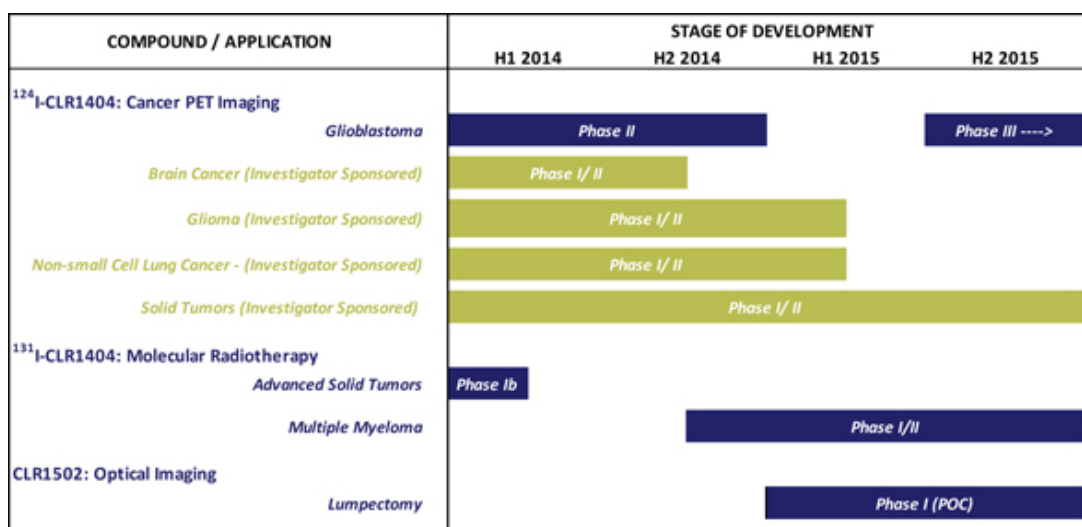 COMPOUND / APPLICATION
STAGE OF DEVELOPMENT
H1 2014 H2 2014 H1 2015 H2 2015
¹²⁴I-CLR1404: Cancer PET Imaging
Glioblastoma Phase II Phase III ---->
Brain Cancer (Investigator Sponsored) Phase I/ II
Glioma (Investigator Sponsored) Phase I/ II
Non-small Cell Lung Cancer - (Investigator Sponsored) Phase I/ II
Solid Tumors (Investigator Sponsored) Phase I/ II
¹³¹I-CLR1404: Molecular Radiotherapy
Advanced Solid Tumors Phase Ib
Multiple Myeloma Phase I/II
CLR1502: Optical Imaging
Lumpectomy Phase I (POC)